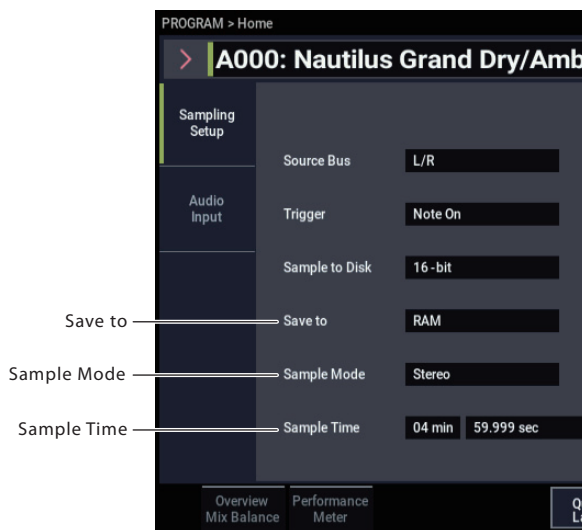 PROGRAM > Home
A000: Nautilus Grand Dry/Amb
Sampling
Setup
Audio
Input
Source Bus L/R
Trigger Note On
Sample to Disk 16-bit
Save to Save to RAM
Sample Mode Sample Mode Stereo
Sample Time Sample Time 04 min 59.999 sec
Overview
Mix Balance
Performance
Meter